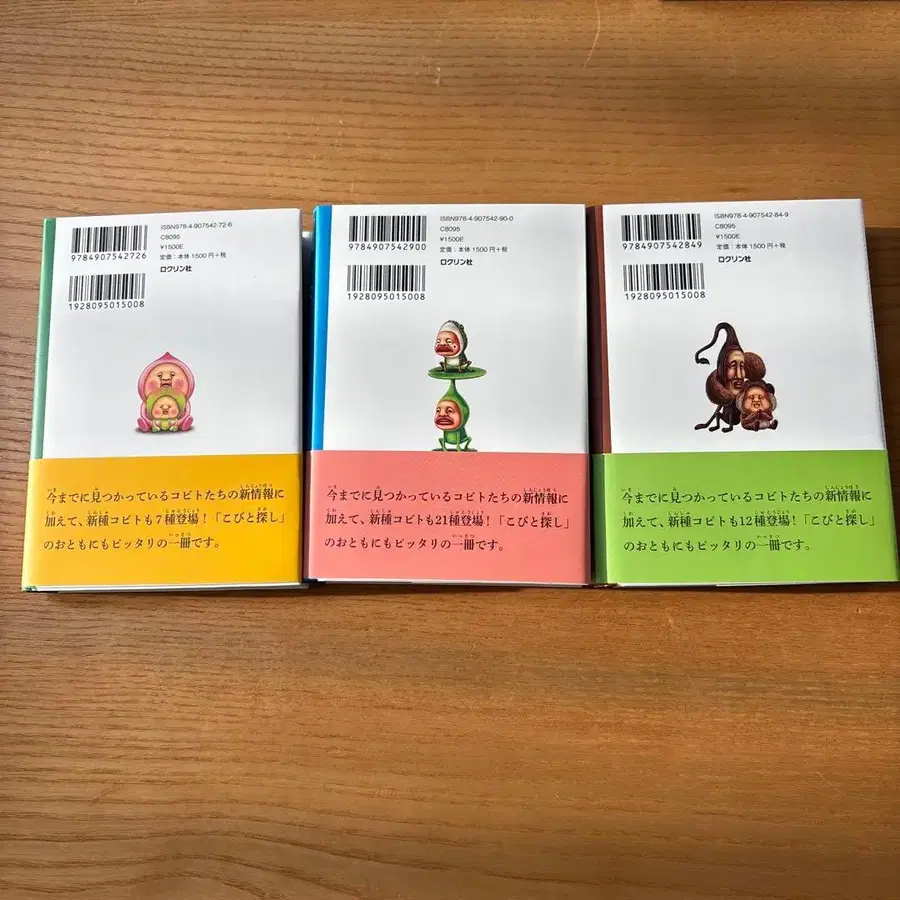 ISBN978-4-907542-72-6
C8095
¥1500E
定価：本体 1500 円＋税
9784907542726
ログリン社
1928095015008
今までに見つかっているコビトたちの新情報に
加えて、新種コビトも7種登場！「こびと探し」
のおともにもピッタリの一冊です。
ISBN978-4-907542-90-0
C8095
¥1500E
定価：本体 1500 円＋税
9784907542900
ログリン社
1928095015008
今までに見つかっているコビトたちの新情報に
加えて、新種コビトも21種登場！「こびと探し」
のおともにもピッタリの一冊です。
ISBN978-4-907542-84-9
C8095
¥1500E
定価：本体 1500 円＋税
9784907542849
ログリン社
1928095015008
今までに見つかっているコビトたちの新情報に
加えて、新種コビトも12種登場！「こびと探し」
のおともにもピッタリの一冊です。